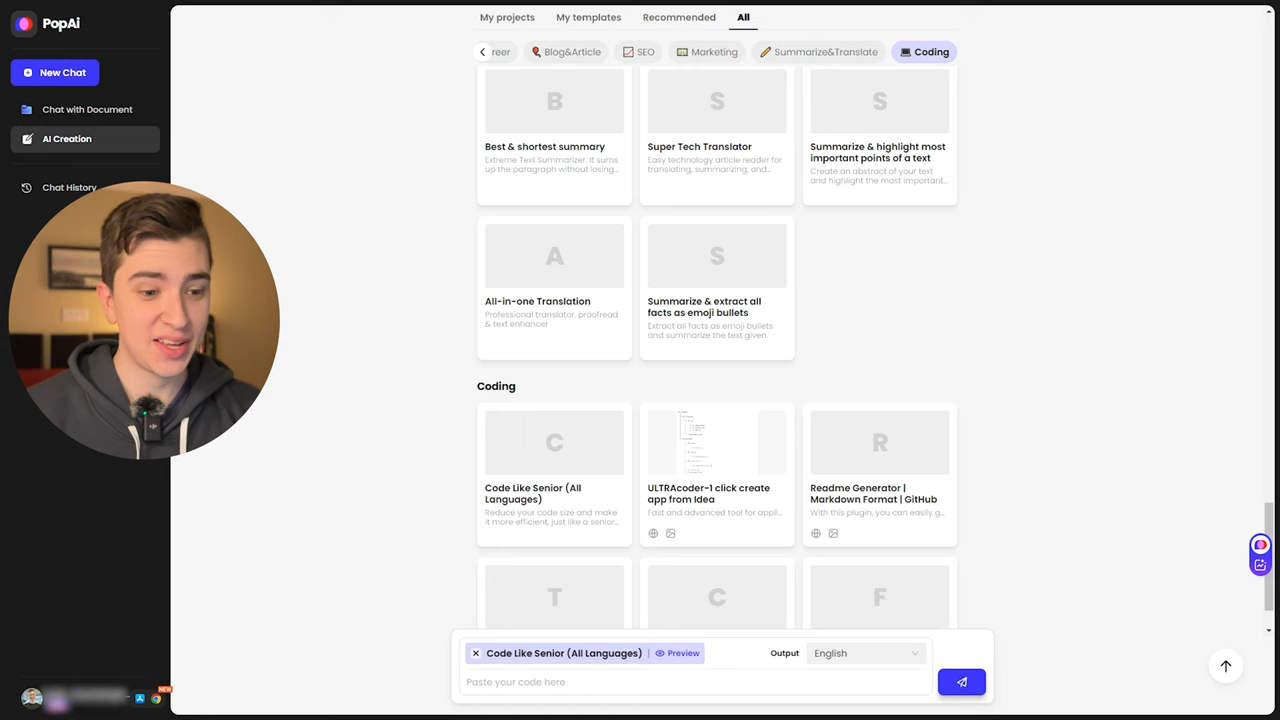 PopAi
New Chat
Chat with Document
AI Creation
Chat History
NEW
My projects
My templates
Recommended
All
reer
Blog&Article
SEO
Marketing
Summarize&Translate
Coding
B
S
S
Best & shortest summary
Extreme Text Summarizer. It sums
up the paragraph without losing...
Super Tech Translator
Easy technology article reader for
translating, summarizing, and...
Summarize & highlight most
important points of a text
Create an abstract of your text
and highlight the most important...
A
S
All-in-one Translation
Professional translator, proofread
& text enhancer
Summarize & extract all
facts as emoji bullets
Extract all facts as emoji bullets
and summarize the text given.
Coding
C
R
Code Like Senior (All
Languages)
Reduce your code size and make
it more efficient, just like a senior...
ULTRAcoder-1 click create
app from Idea
Fast and advanced tool for appli...
Readme Generator |
Markdown Format | GitHub
With this plugin, you can easily g...
T
C
F
Code Like Senior (All Languages) | Preview
Output
English
Paste your code here